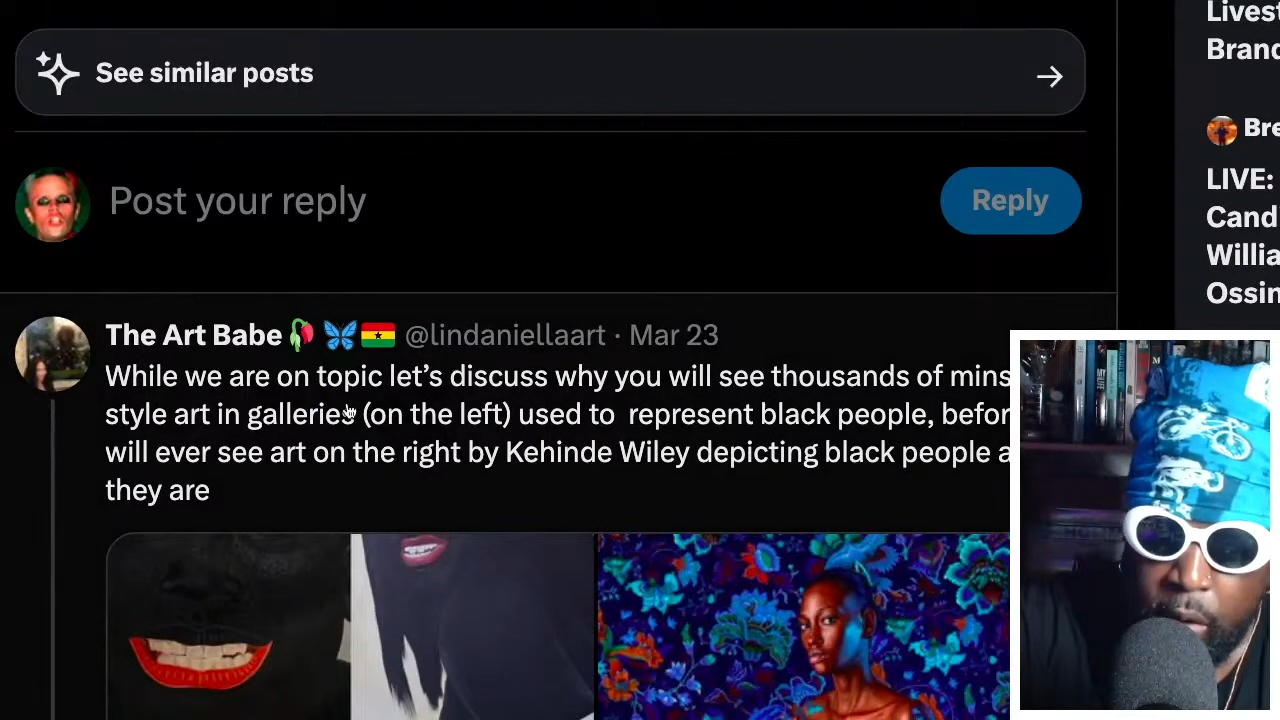 Livest
Brand
See similar posts
Bre
LIVE:
Cand
Willia
Ossin
Post your reply
Reply
The Art Babe🥀 🦋🇬🇭 @lindaniellaart · Mar 23
While we are on topic let’s discuss why you will see thousands of mins
style art in galleries (on the left) used to represent black people, befor
will ever see art on the right by Kehinde Wiley depicting black people a
they are